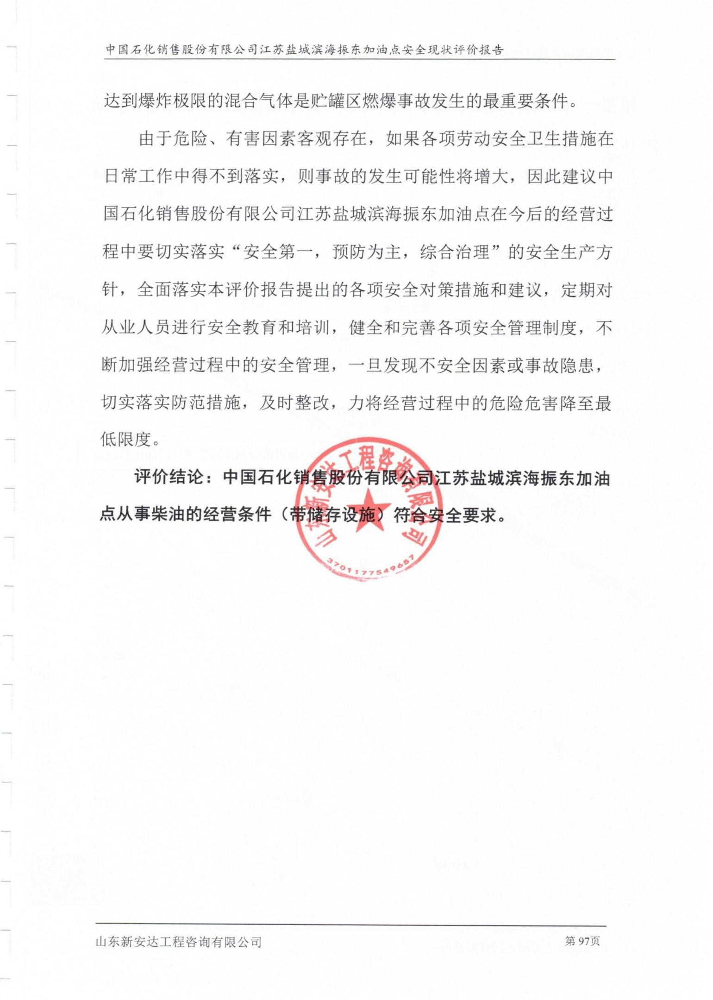 中国石化销售股份有限公司江苏盐城滨海振东加油点安全现状评价报告
达到爆炸极限的混合气体是贮罐区燃爆事故发生的最重要条件。
由于危险、有害因素客观存在，如果各项劳动安全卫生措施在
日常工作中得不到落实，则事故的发生可能性将增大，因此建议中
国石化销售股份有限公司江苏盐城滨海振东加油点在今后的经营过
程中要切实落实“安全第一，预防为主，综合治理”的安全生产方
针，全面落实本评价报告提出的各项安全对策措施和建议，定期对
从业人员进行安全教育和培训，健全和完善各项安全管理制度，不
断加强经营过程中的安全管理，一旦发现不安全因素或事故隐患，
切实落实防范措施，及时整改，力将经营过程中的危险危害降至最
低限度。
评价结论：中国石化销售股份有限公司江苏盐城滨海振东加油
点从事柴油的经营条件（带储存设施）符合安全要求。
山东新安达工程咨询有限公司
3701177549657
山东新安达工程咨询有限公司
第 97页